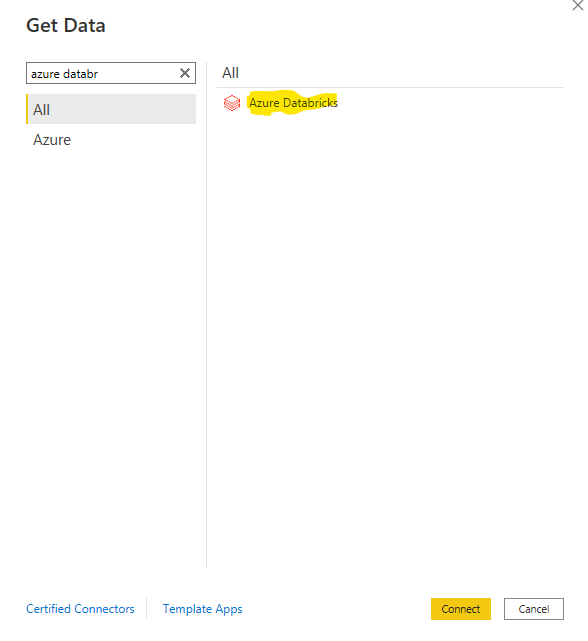 Get Data
azure databr
All
Azure
All
Azure Databricks
Certified Connectors
Template Apps
Connect
Cancel